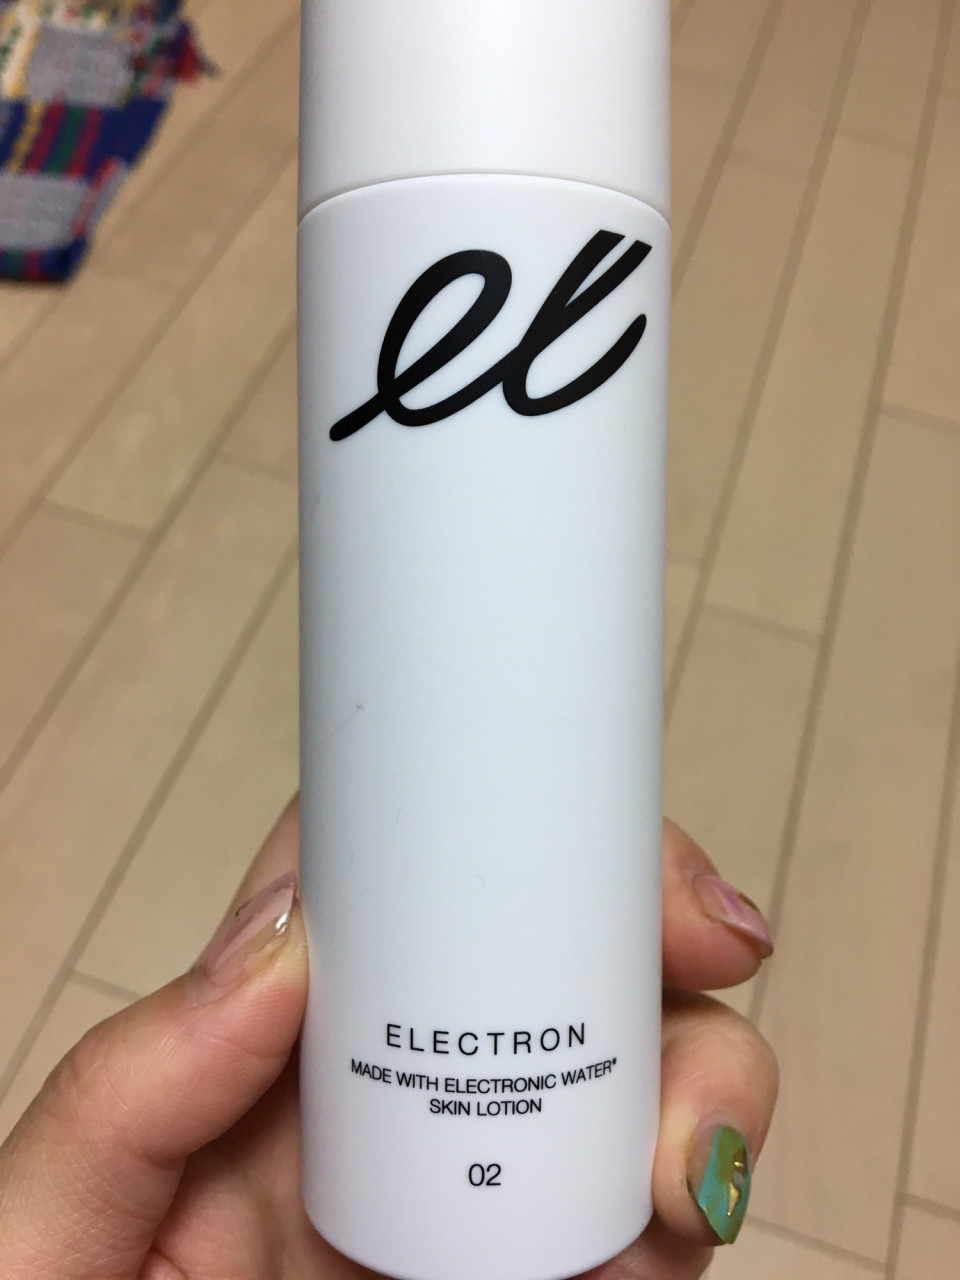 el
ELECTRON
MADE WITH ELECTRONIC WATER*
SKIN LOTION
02